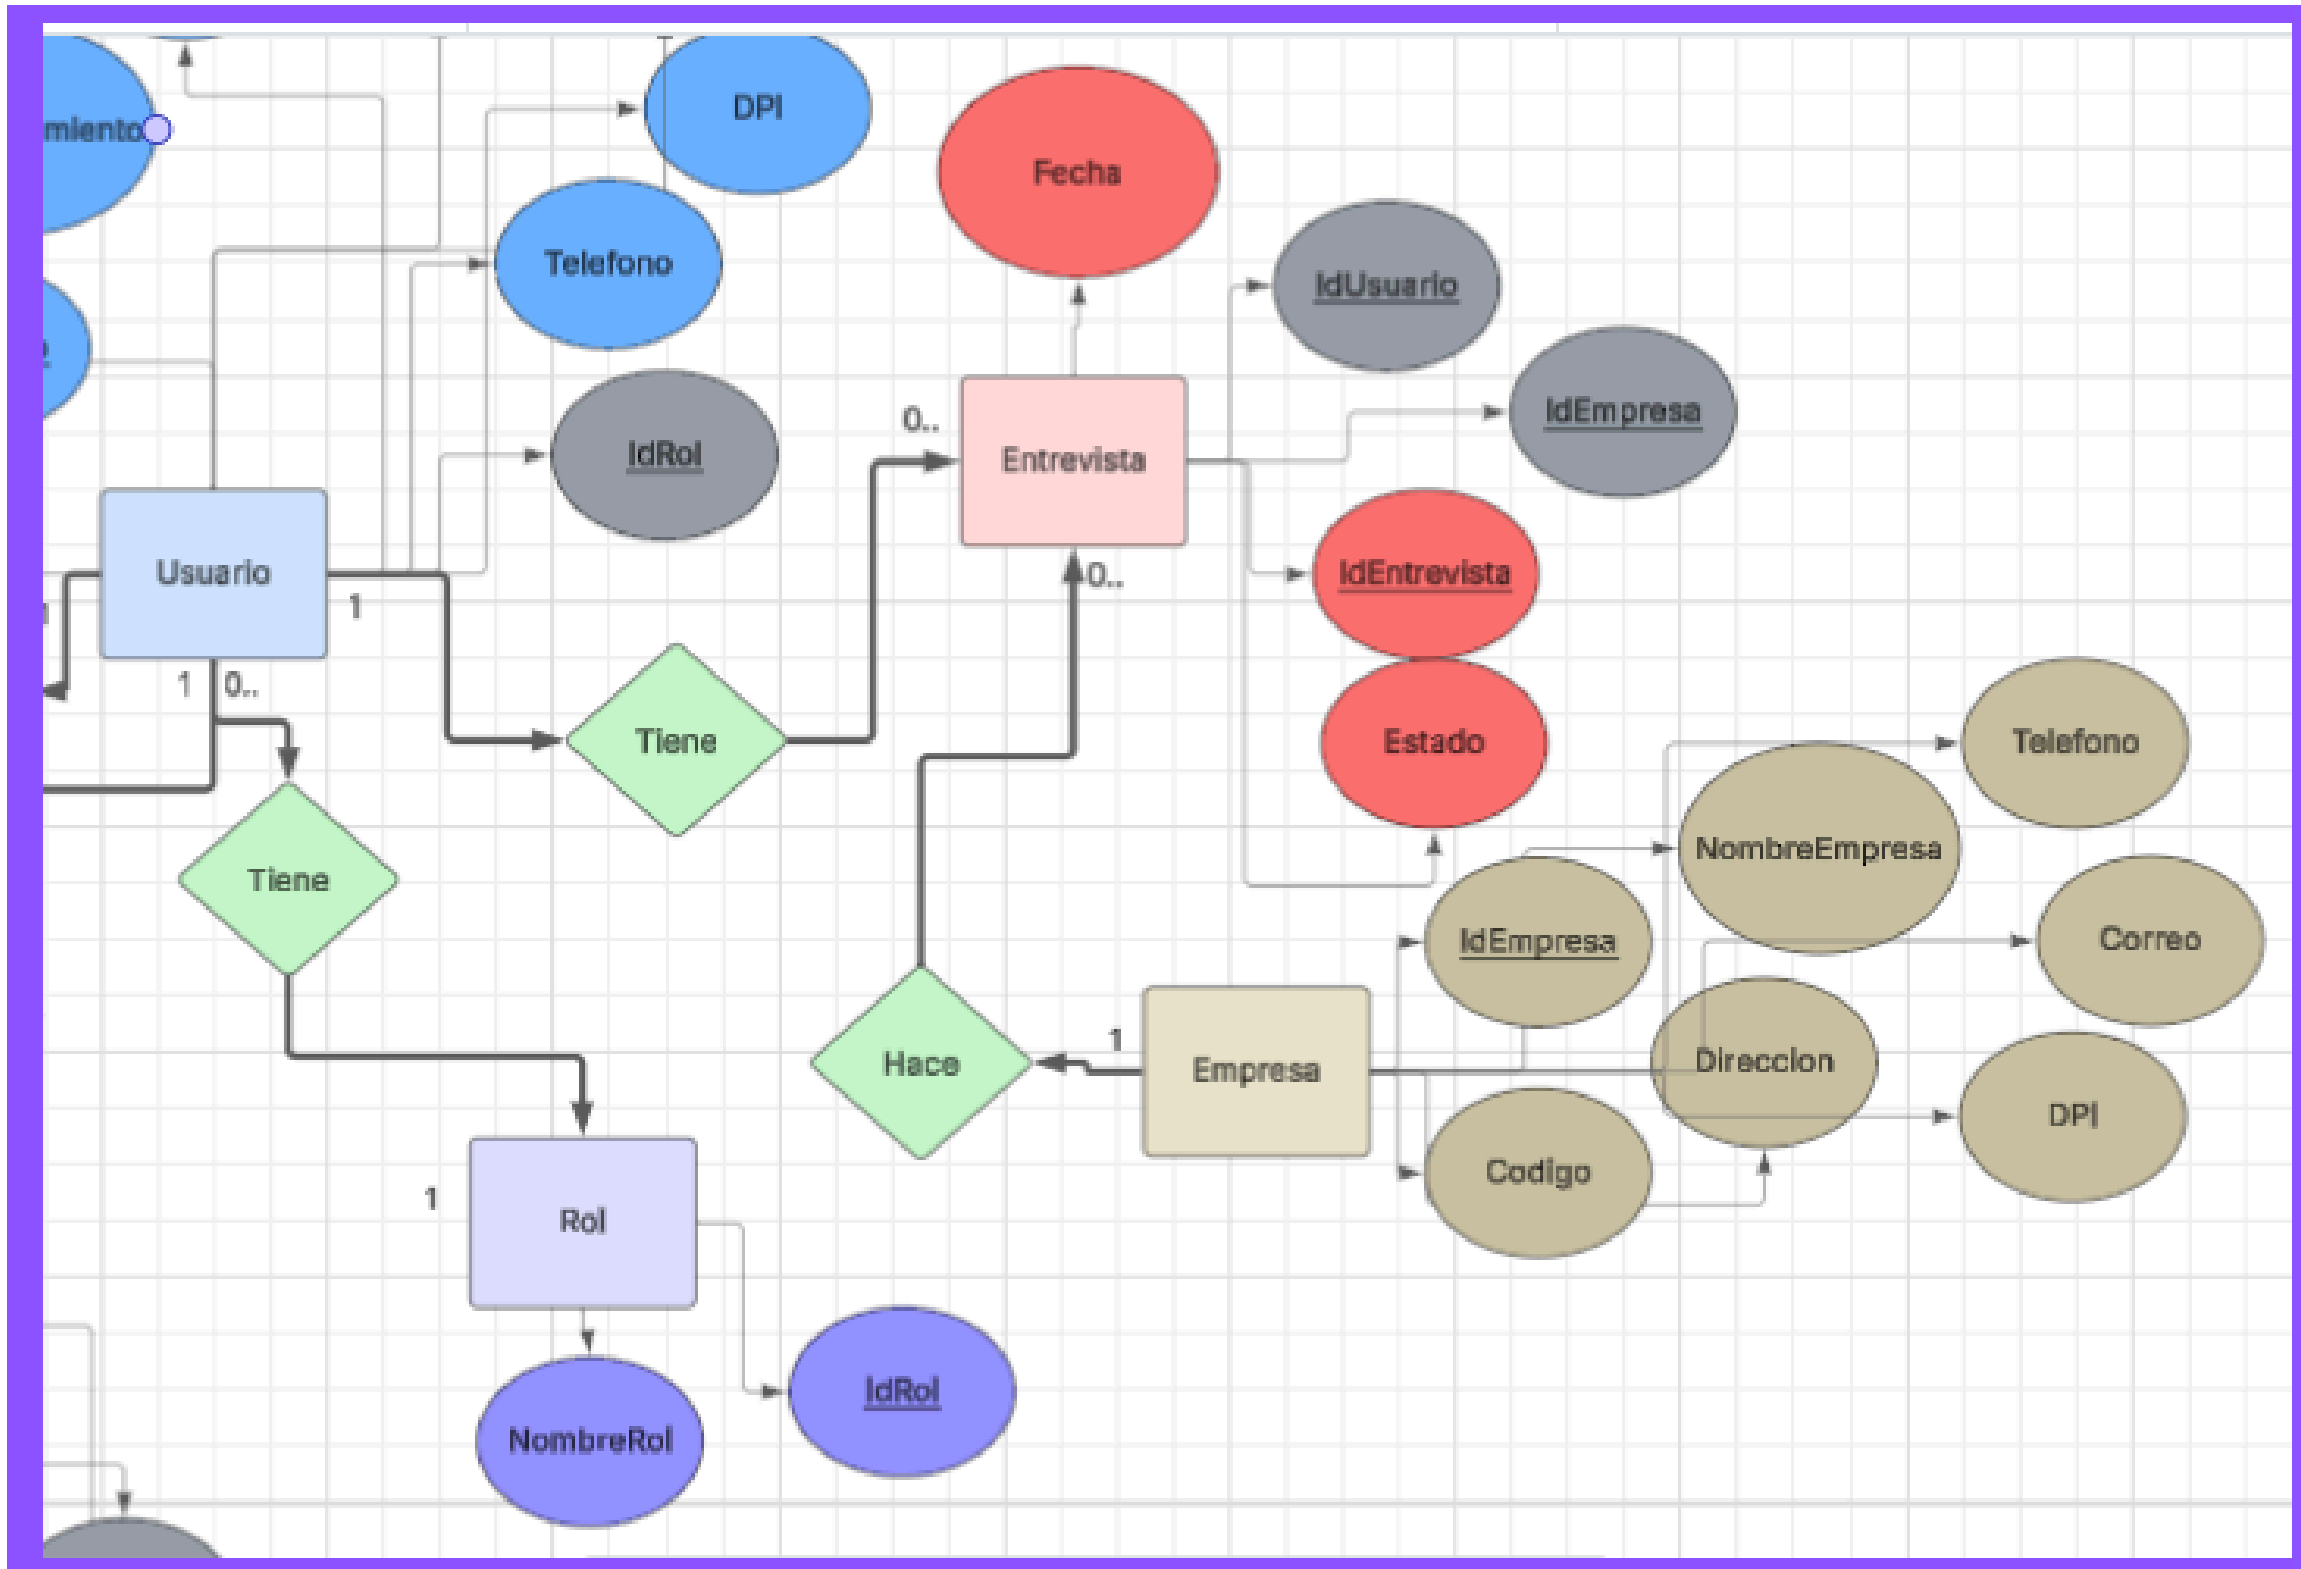 DPI
miento
Fecha
Telefono
IdUsuario
IdEmpresa
0..
IdRol
Entrevista
Usuario
1
0..
IdEntrevista
1
0..
Tiene
Estado
Telefono
Tiene
NombreEmpresa
IdEmpresa
Correo
1
Hace
Empresa
Direccion
DPI
Codigo
1
Rol
IdRol
NombreRol